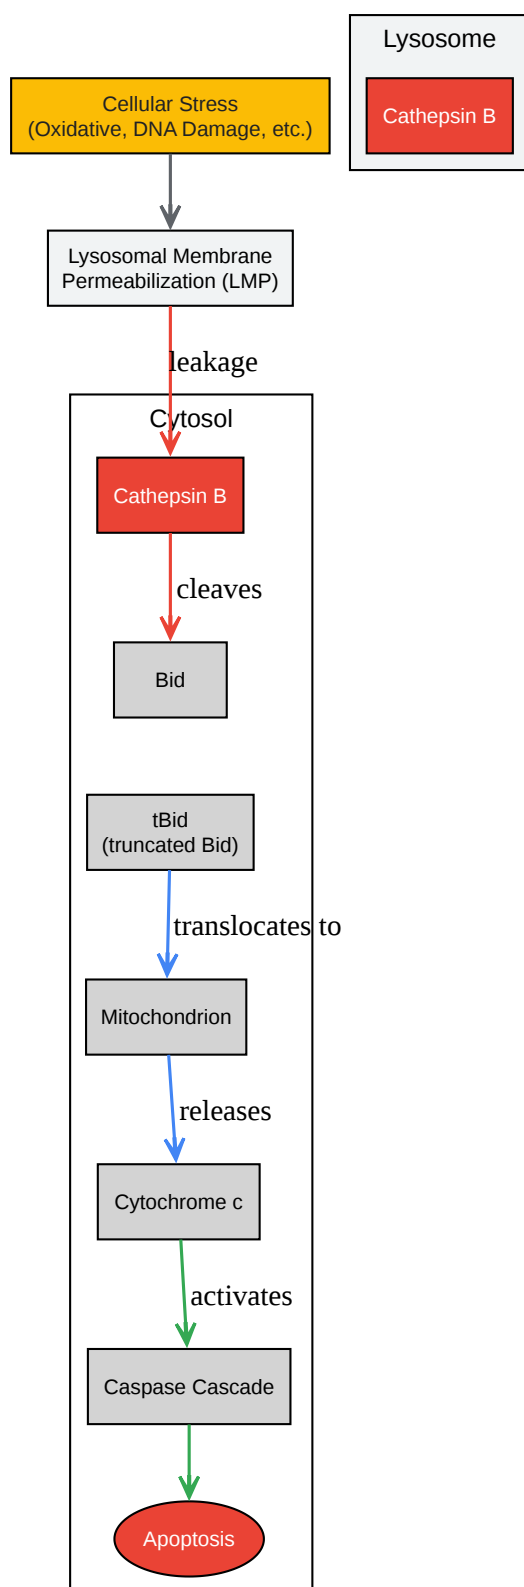 Lysosome
Cathepsin B
Cellular Stress
(Oxidative, DNA Damage, etc.)
Lysosomal Membrane
Permeabilization (LMP)
leakage
Cytosol
Cathepsin B
cleaves
Bid
tBid
(truncated Bid)
translocates to
Mitochondrion
releases
Cytochrome c
activates
Caspase Cascade
Apoptosis